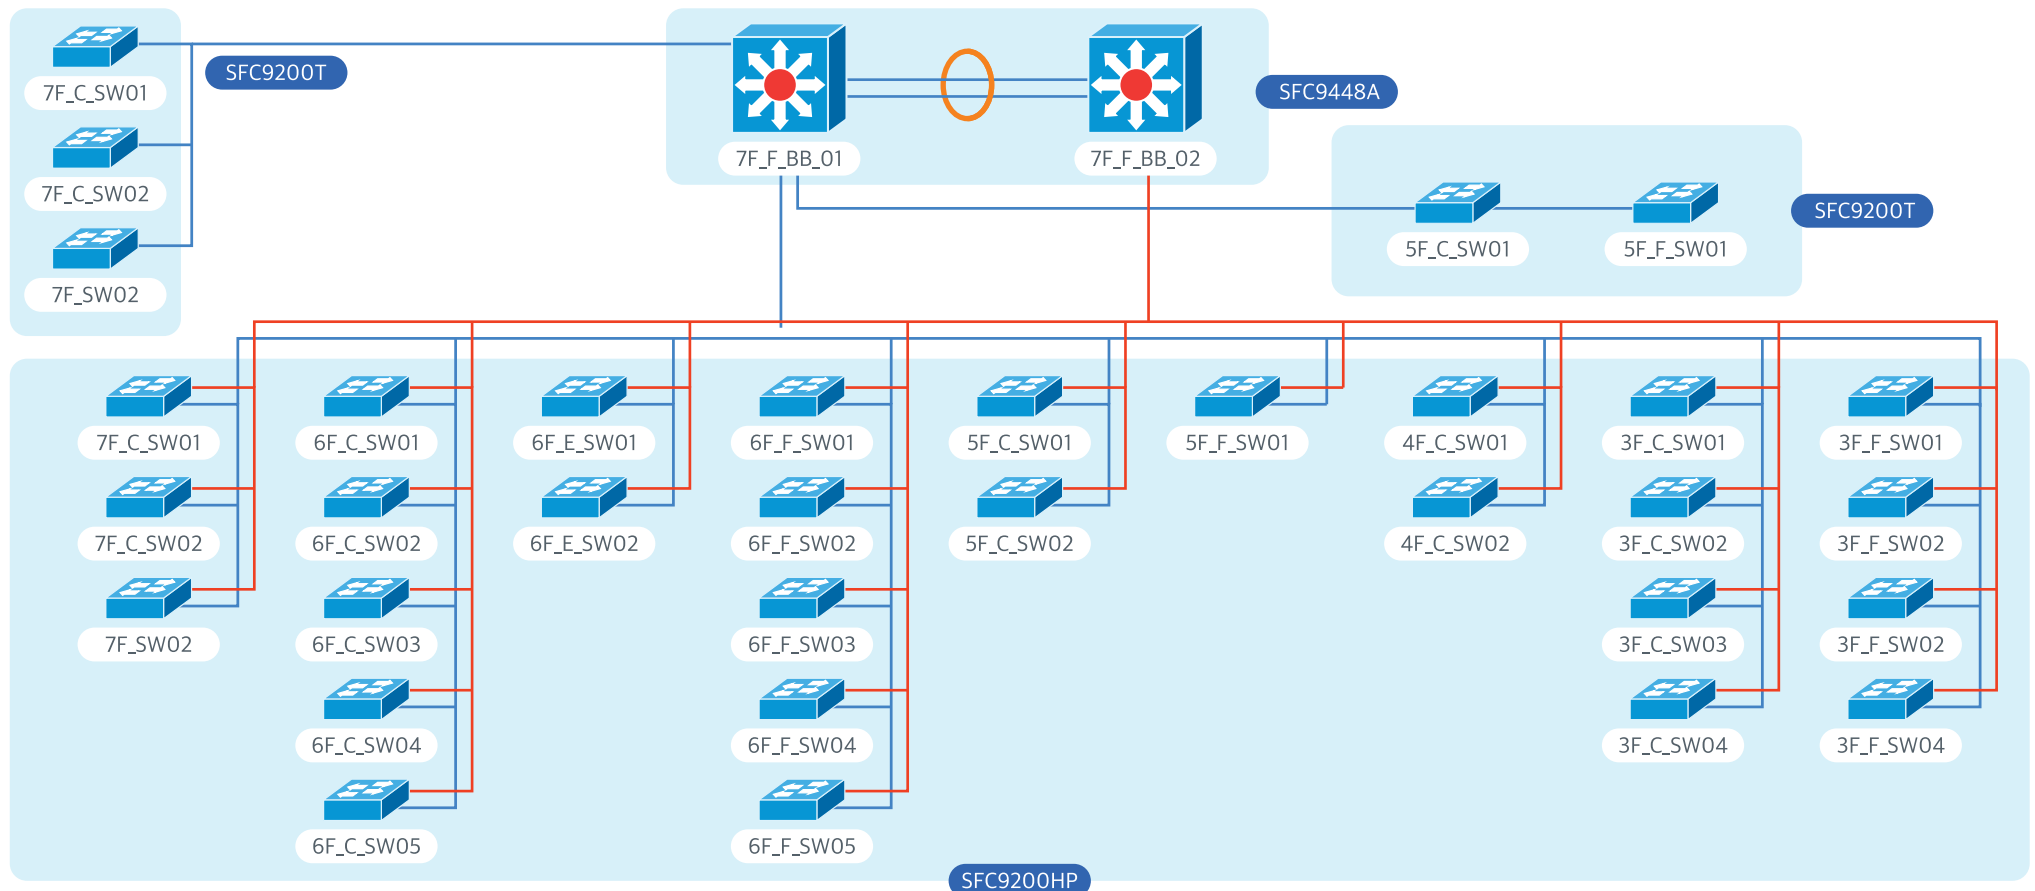 7F_C_SW01
7F_C_SW02
7F_SW02
SFC9200T
7F_F_BB_01
7F_F_BB_02
SFC9448A
5F_C_SW01
5F_F_SW01
SFC9200T
7F_C_SW01
6F_C_SW01
6F_E_SW01
6F_F_SW01
5F_C_SW01
5F_F_SW01
4F_C_SW01
3F_C_SW01
3F_F_SW01
7F_C_SW02
6F_C_SW02
6F_E_SW02
6F_F_SW02
5F_C_SW02
4F_C_SW02
3F_C_SW02
3F_F_SW02
7F_SW02
6F_C_SW03
6F_F_SW03
3F_C_SW03
3F_F_SW02
6F_C_SW04
6F_F_SW04
3F_C_SW04
3F_F_SW04
6F_C_SW05
6F_F_SW05
SFC9200HP